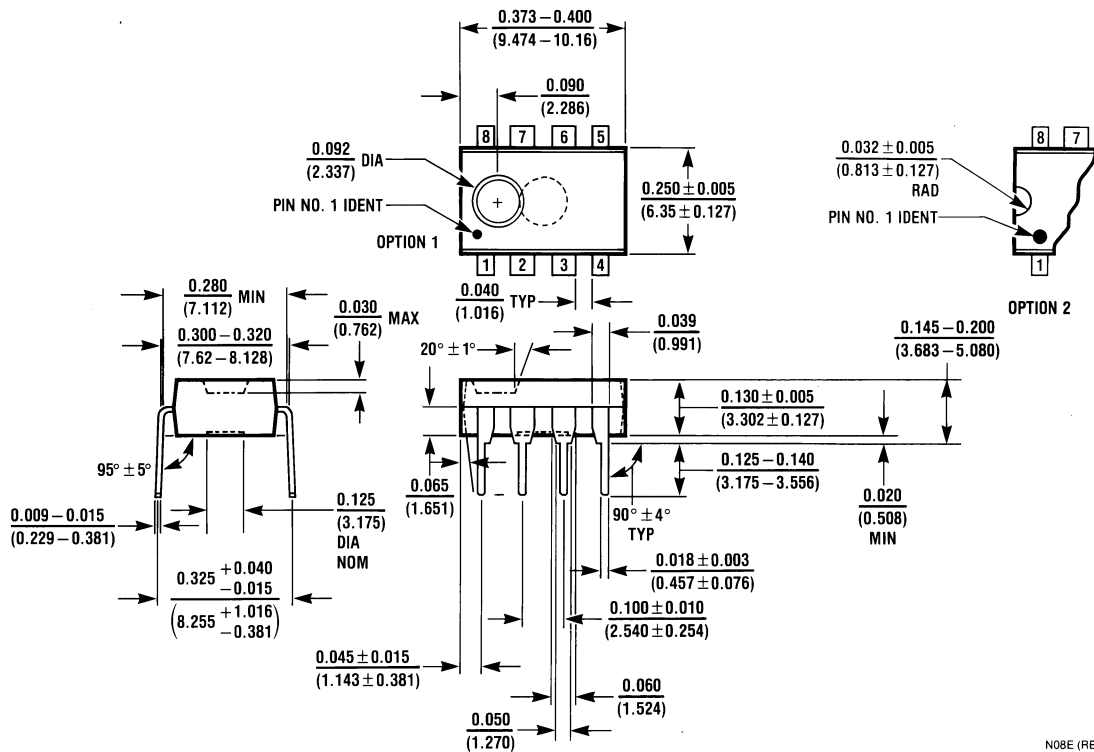 0.373 – 0.400
(9.474 – 10.16)
0.090
(2.286)
8 7 6 5
0.092 DIA
(2.337)
PIN NO. 1 IDENT
OPTION 1
0.250 ± 0.005
(6.35 ± 0.127)
1 2 3 4
8 7
0.032 ± 0.005
(0.813 ± 0.127)
RAD
PIN NO. 1 IDENT
1
OPTION 2
0.280 MIN
(7.112)
0.030 MAX
(0.762)
0.300 – 0.320
(7.62 – 8.128)
0.040 TYP
(1.016)
0.039
(0.991)
0.145 – 0.200
(3.683 – 5.080)
20° ± 1°
0.130 ± 0.005
(3.302 ± 0.127)
95° ± 5°
0.065
(1.651)
0.125 – 0.140
(3.175 – 3.556)
0.020
(0.508)
MIN
90° ± 4°
TYP
0.009 – 0.015
(0.229 – 0.381)
0.125
(3.175)
DIA
NOM
0.018 ± 0.003
(0.457 ± 0.076)
0.325 +0.040
-0.015
(8.255 +1.016
-0.381)
0.100 ± 0.010
(2.540 ± 0.254)
0.045 ± 0.015
(1.143 ± 0.381)
0.060
(1.524)
0.050
(1.270)
N08E (RE